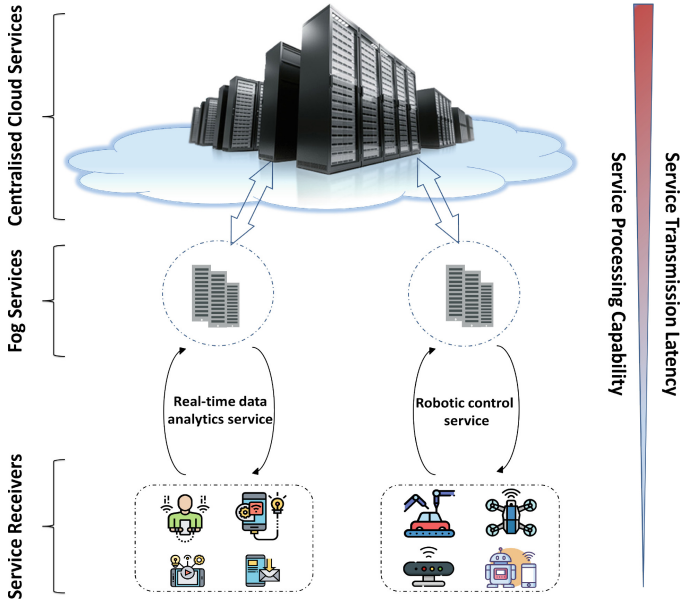 Centralised Cloud Services
Fog Services
Service Receivers
Real-time data
analytics service
Robotic control
service
Service Processing Capability
Service Transmission Latency